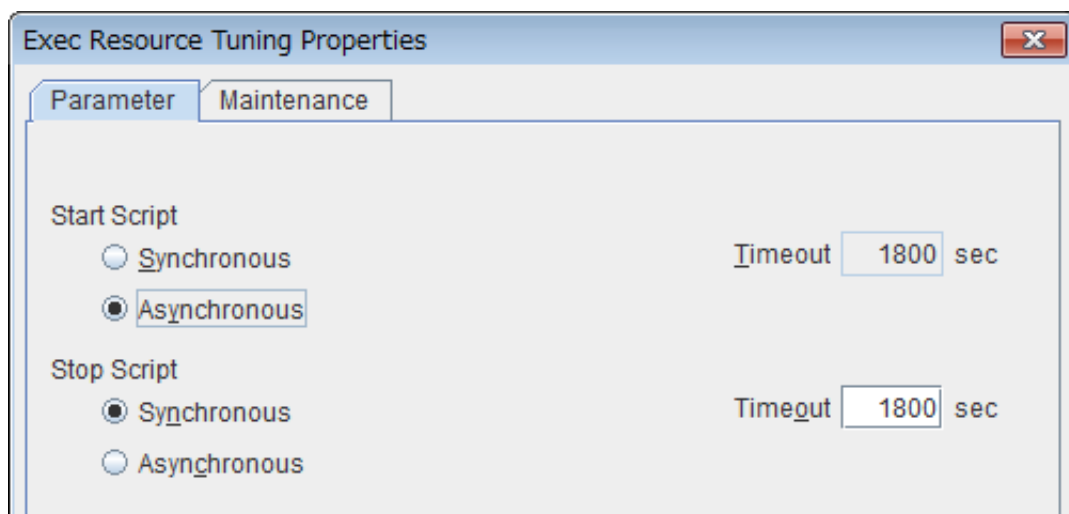 Exec Resource Tuning Properties
Parameter Maintenance
Start Script
Synchronous Timeout 1800 sec
Asynchronous
Stop Script
Synchronous Timeout 1800 sec
Asynchronous